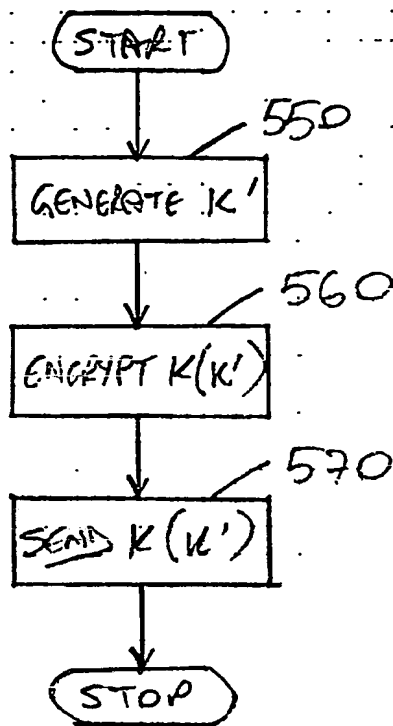 START
550
GENERATE K'
560
ENCRYPT K(K')
570
SEND K(K')
STOP